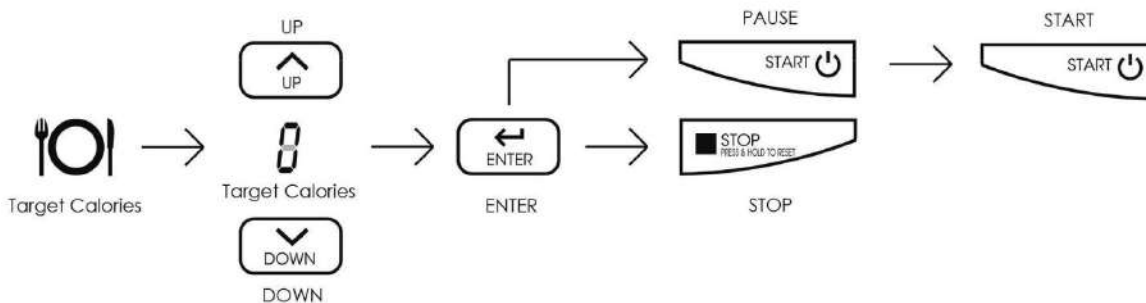 UP
UP
Target Calories
0
Target Calories
DOWN
DOWN
ENTER
ENTER
PAUSE
START
START
START
STOP
PRESS & HOLD TO RESET
STOP